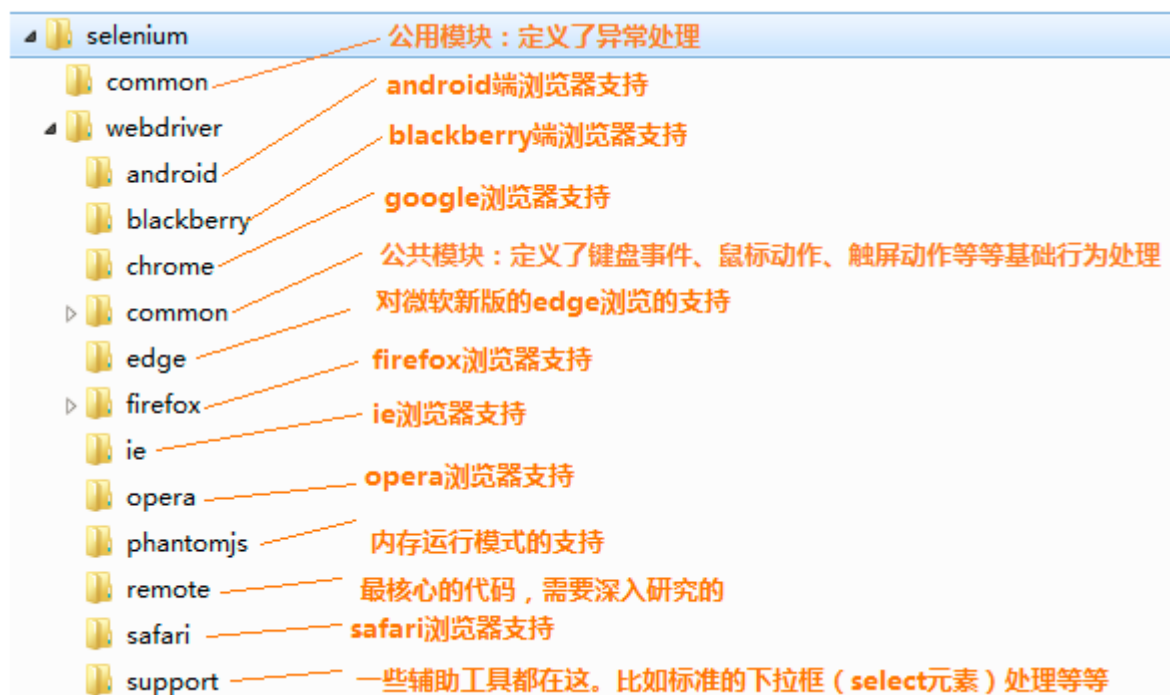 selenium 公用模块：定义了异常处理
common android端浏览器支持
webdriver blackberry端浏览器支持
android
blackberry google浏览器支持
chrome 公共模块：定义了键盘事件、鼠标动作、触屏动作等等基础行为处理
common 对微软新版的edge浏览的支持
edge firefox浏览器支持
firefox ie浏览器支持
ie
opera opera浏览器支持
phantomjs 内存运行模式的支持
remote 最核心的代码，需要深入研究的
safari safari浏览器支持
support 一些辅助工具都在这。比如标准的下拉框（select元素）处理等等